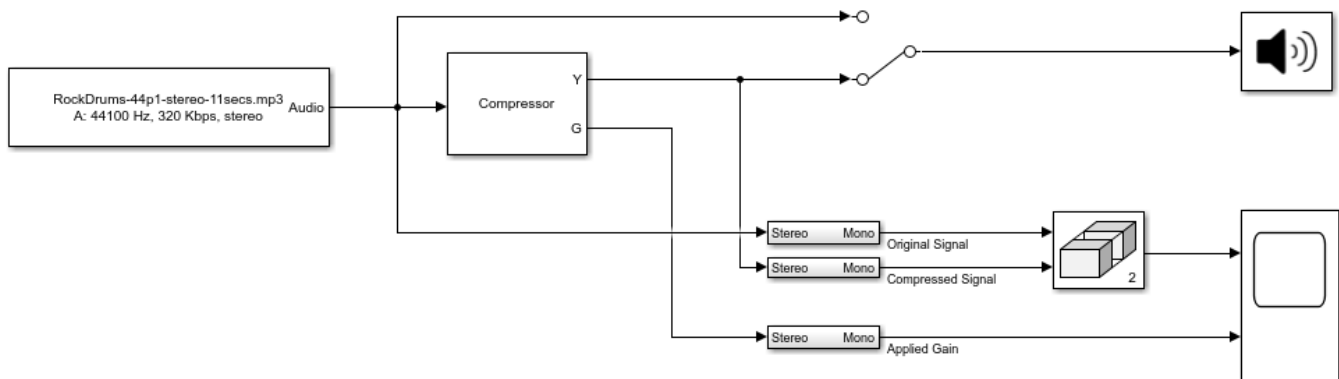 RockDrums-44p1-stereo-11secs.mp3
A: 44100 Hz, 320 Kbps, stereo
Audio
Compressor
Y
G
Stereo Mono
Original Signal
Stereo Mono
Compressed Signal
2
Stereo Mono
Applied Gain